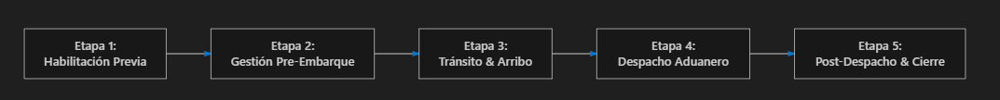 Etapa 1:
Habilitación Previa
Etapa 2:
Gestión Pre-Embarque
Etapa 3:
Tránsito & Arribo
Etapa 4:
Despacho Aduanero
Etapa 5:
Post-Despacho & Cierre